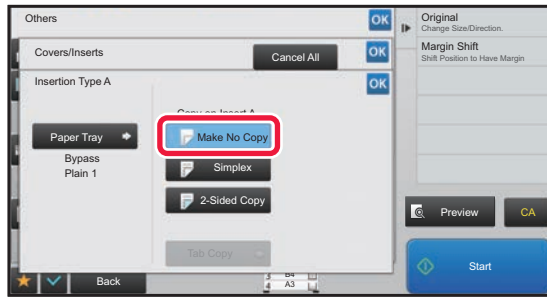 Others
OK
Covers/Inserts
Cancel All
OK
Insertion Type A
OK
Copy on Insert A
Paper Tray
Bypass
Plain 1
Make No Copy
Simplex
2-Sided Copy
Tab Copy
Back
B4
4 A3
Original
Change Size/Direction.
Margin Shift
Shift Position to Have Margin
Preview
CA
Start